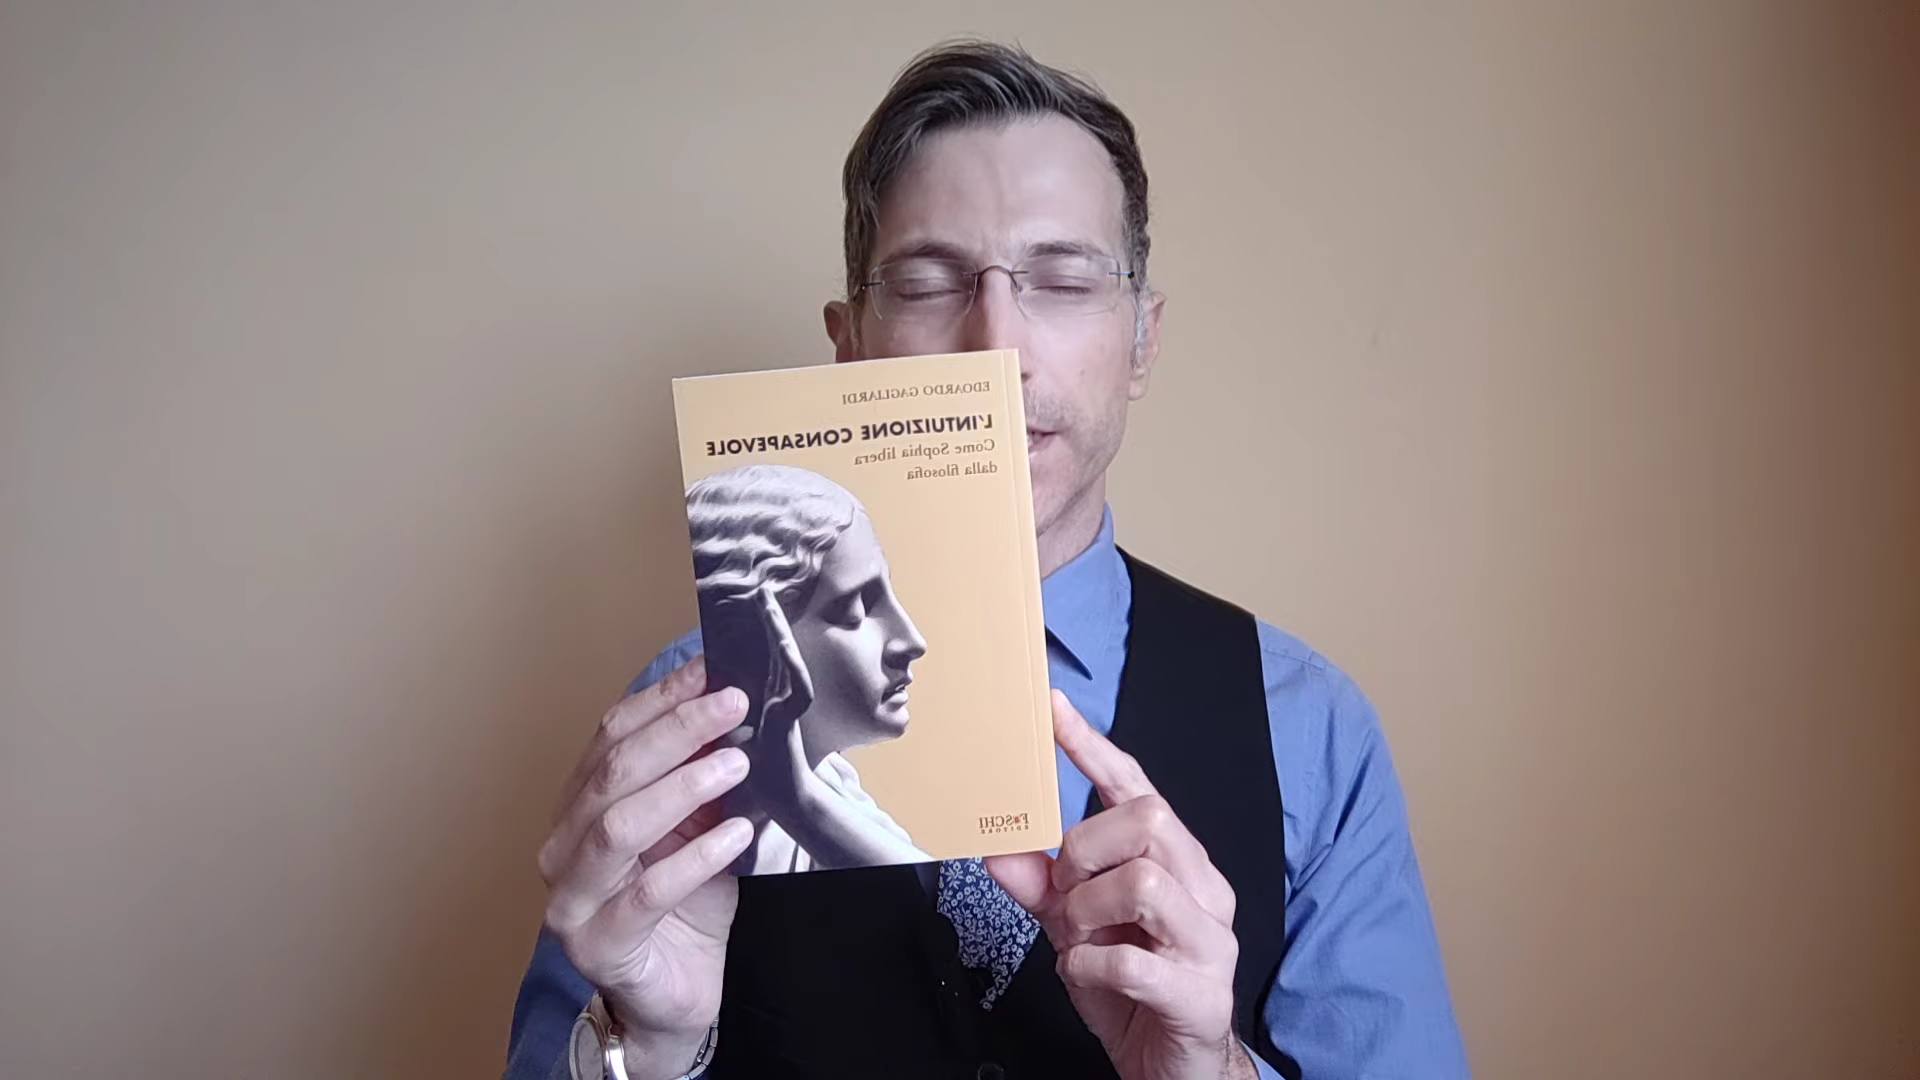 EDOARDO GAGLIARDI
L'INTUIZIONE CONSAPEVOLE
Come Sophia libera
dalla filosofia
FOSCHI
EDITORE